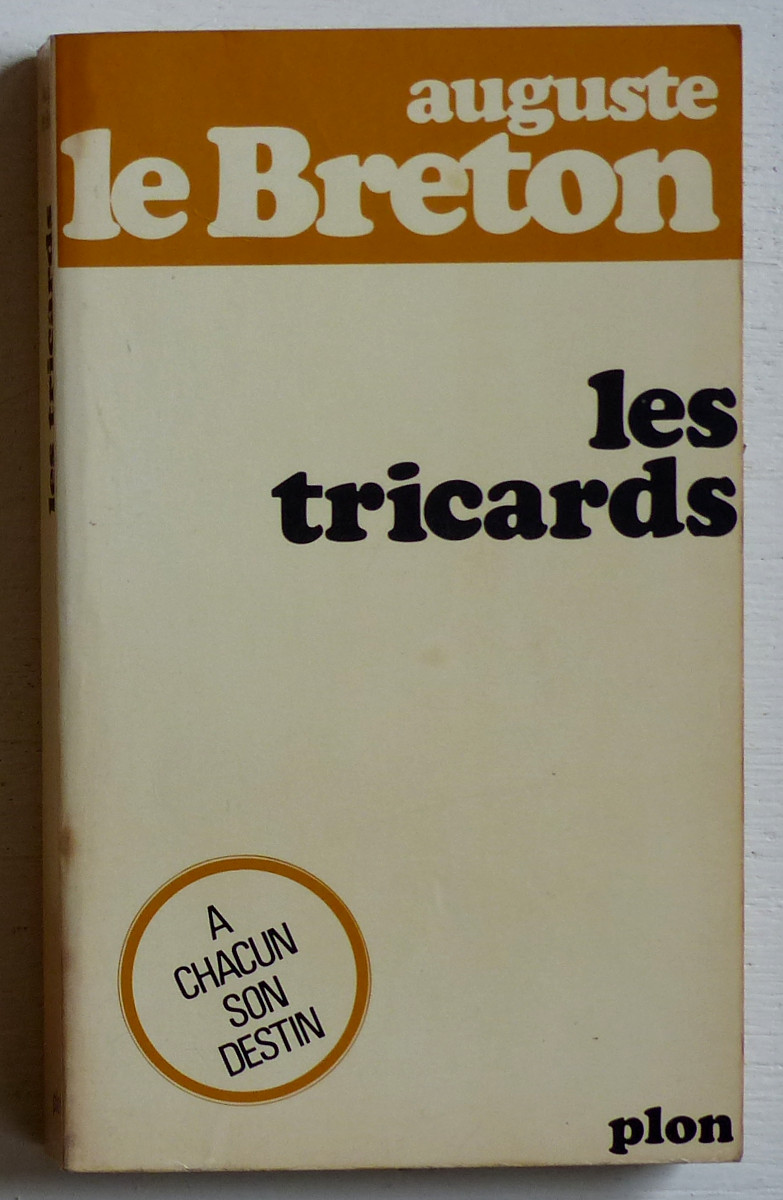 auguste
le Breton
les
tricards
A
CHACUN
SON
DESTIN
plon
les tricards